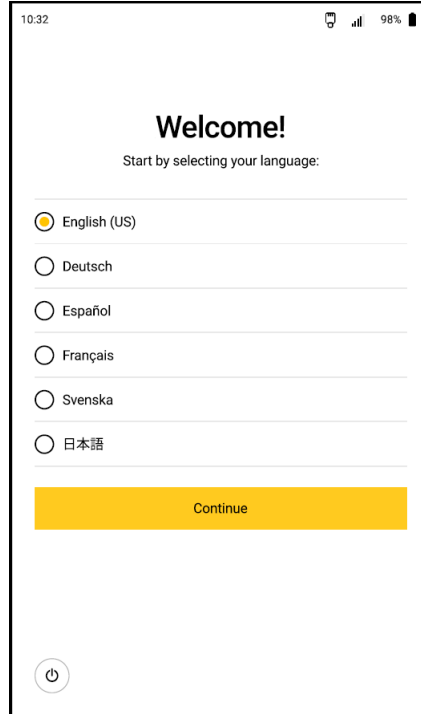 10:32 98%
Welcome!
Start by selecting your language:
English (US)
Deutsch
Español
Français
Svenska
日本語
Continue